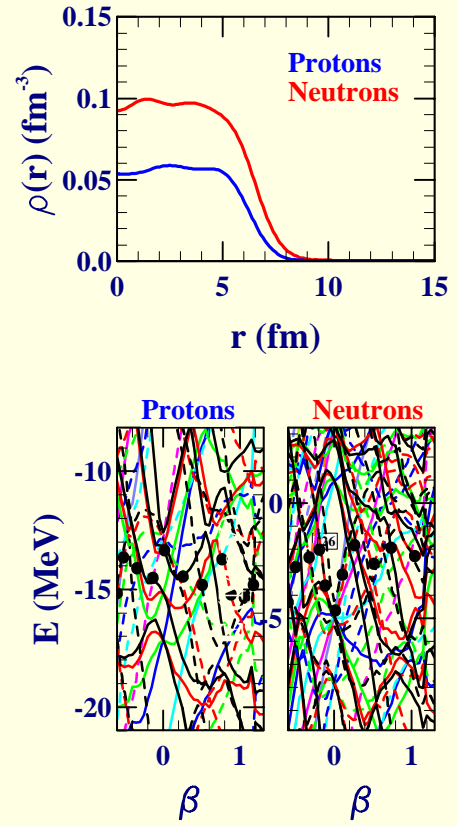 0.15
Protons
Neutrons
0.1
0.05
0.0
ρ(r) (fm⁻³)
0 5 10 15
r (fm)
Protons Neutrons
-10
-15
-20
E (MeV)
0
-5
0 1
0 1
β β